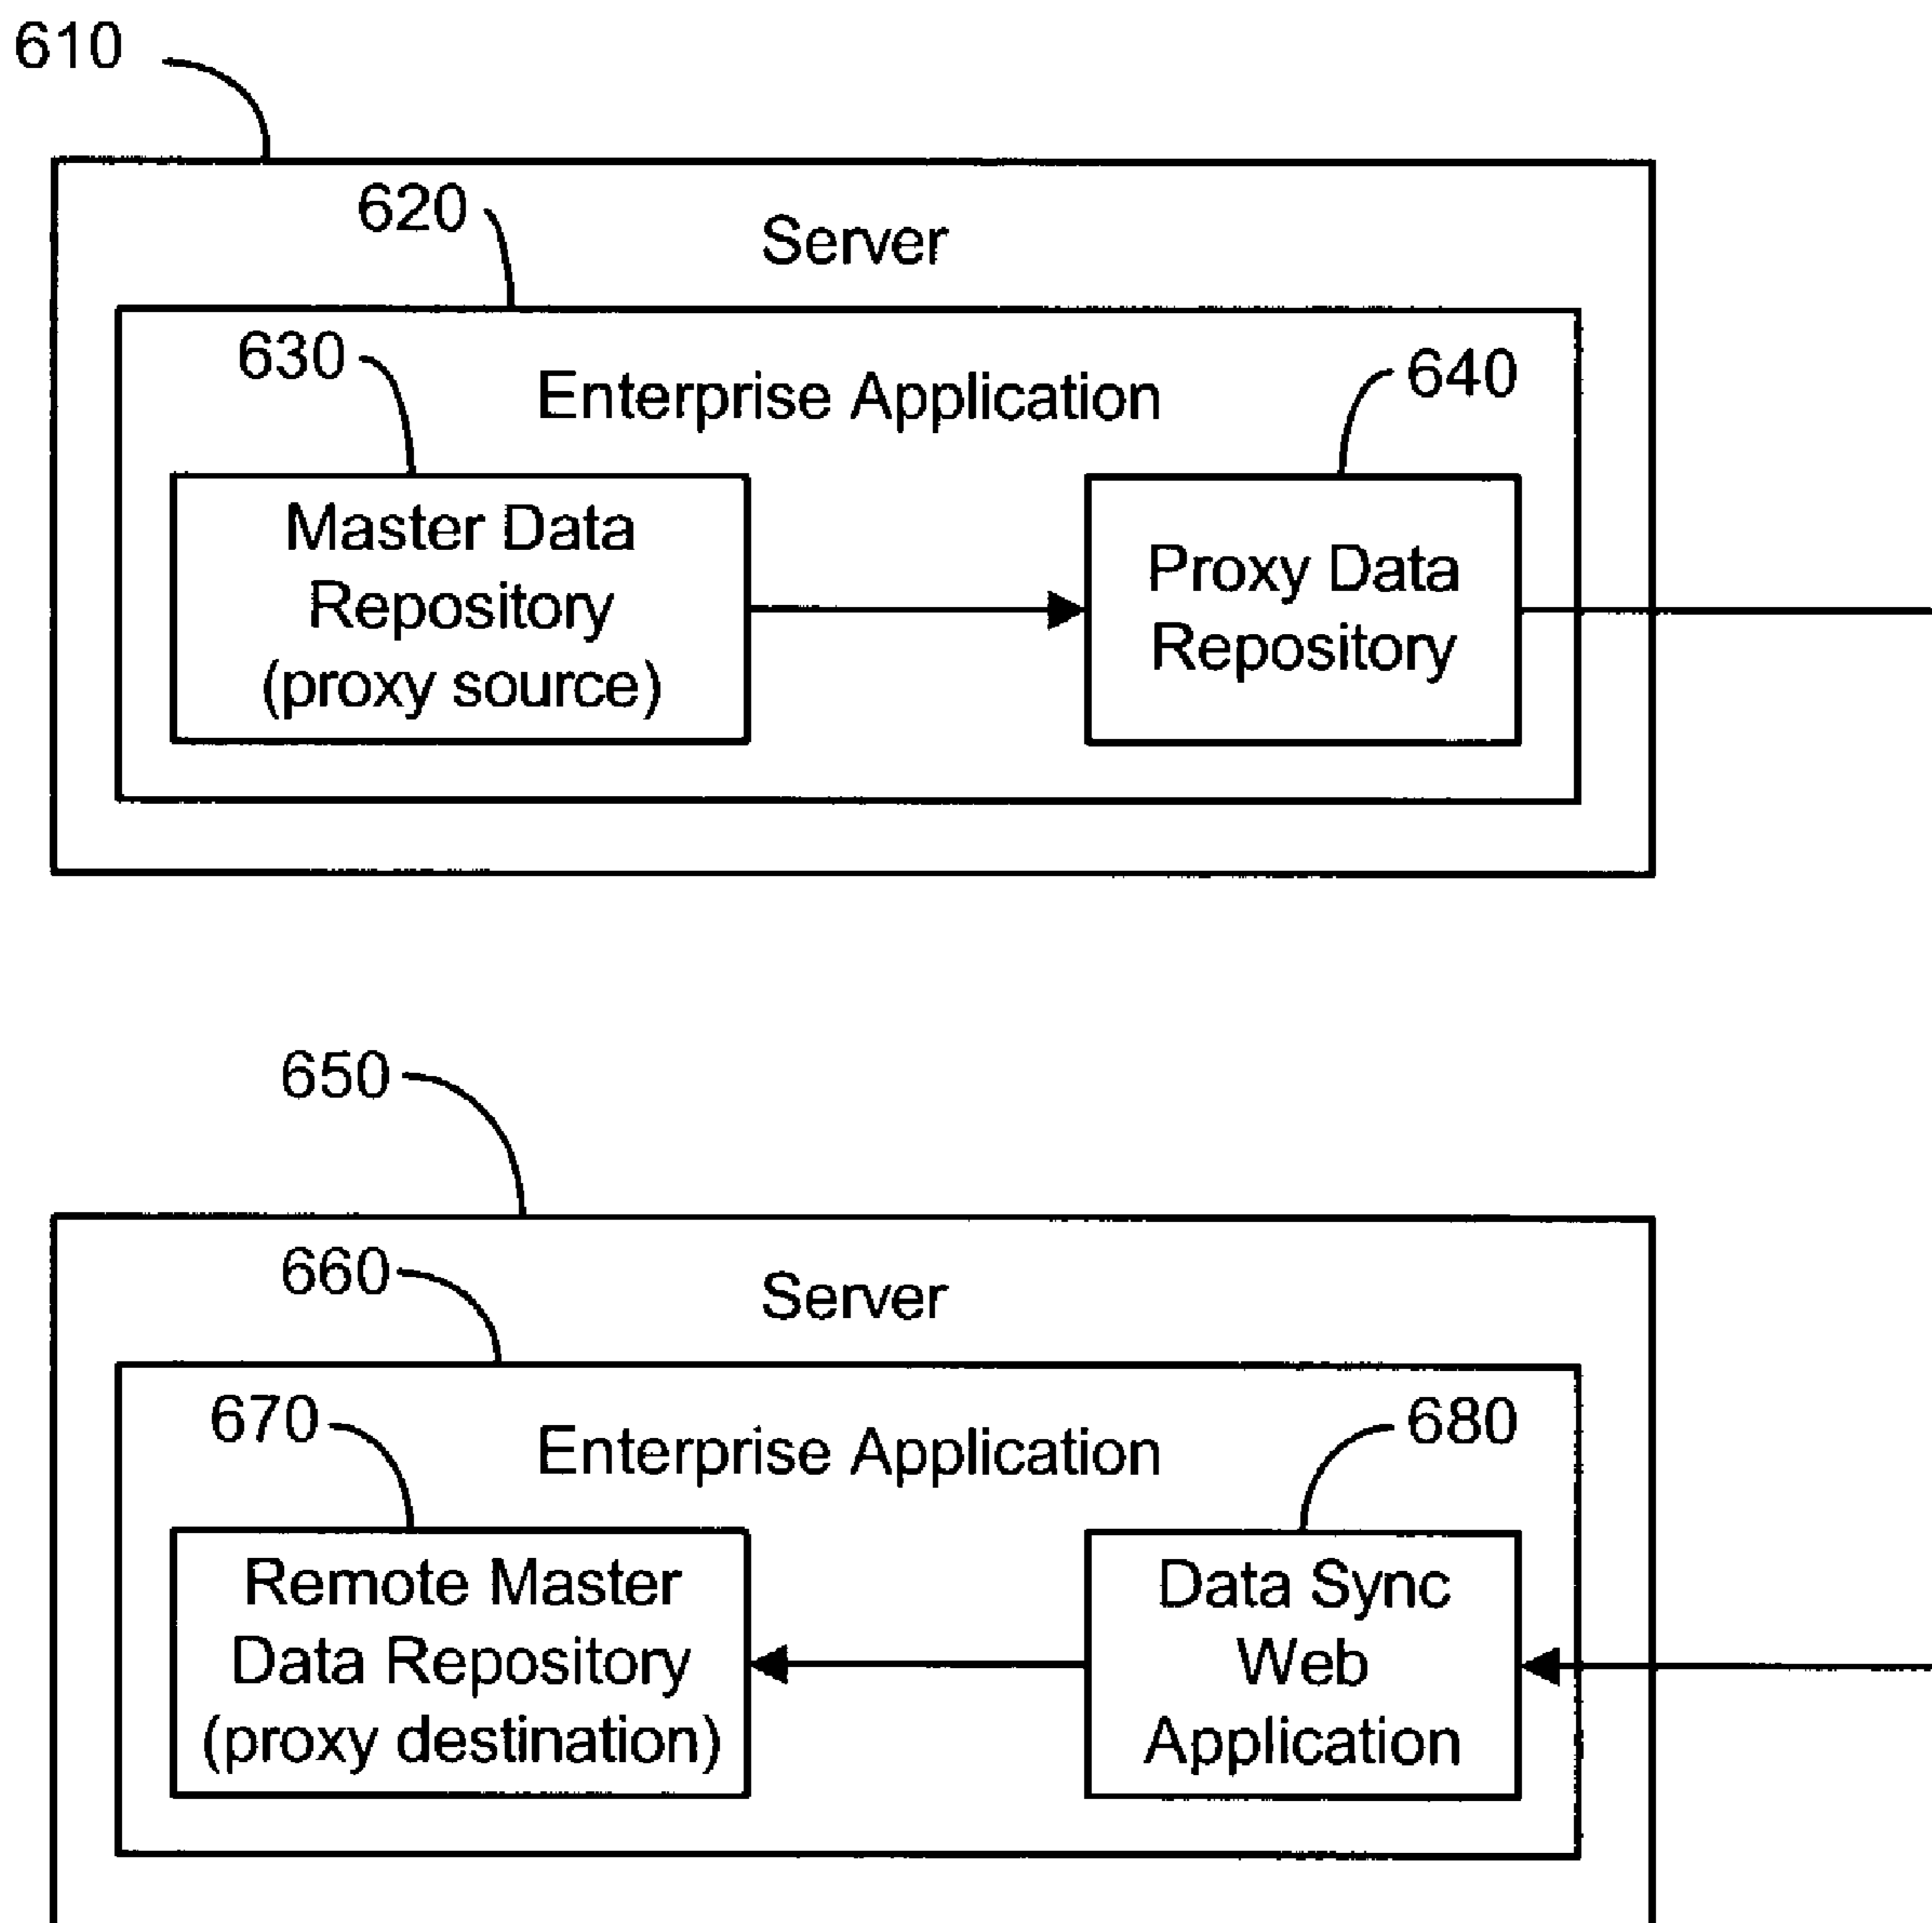 610
620
Server
630
Enterprise Application
640
Master Data
Repository
(proxy source)
Proxy Data
Repository
650
660
Server
670
Enterprise Application
680
Remote Master
Data Repository
(proxy destination)
Data Sync
Web
Application